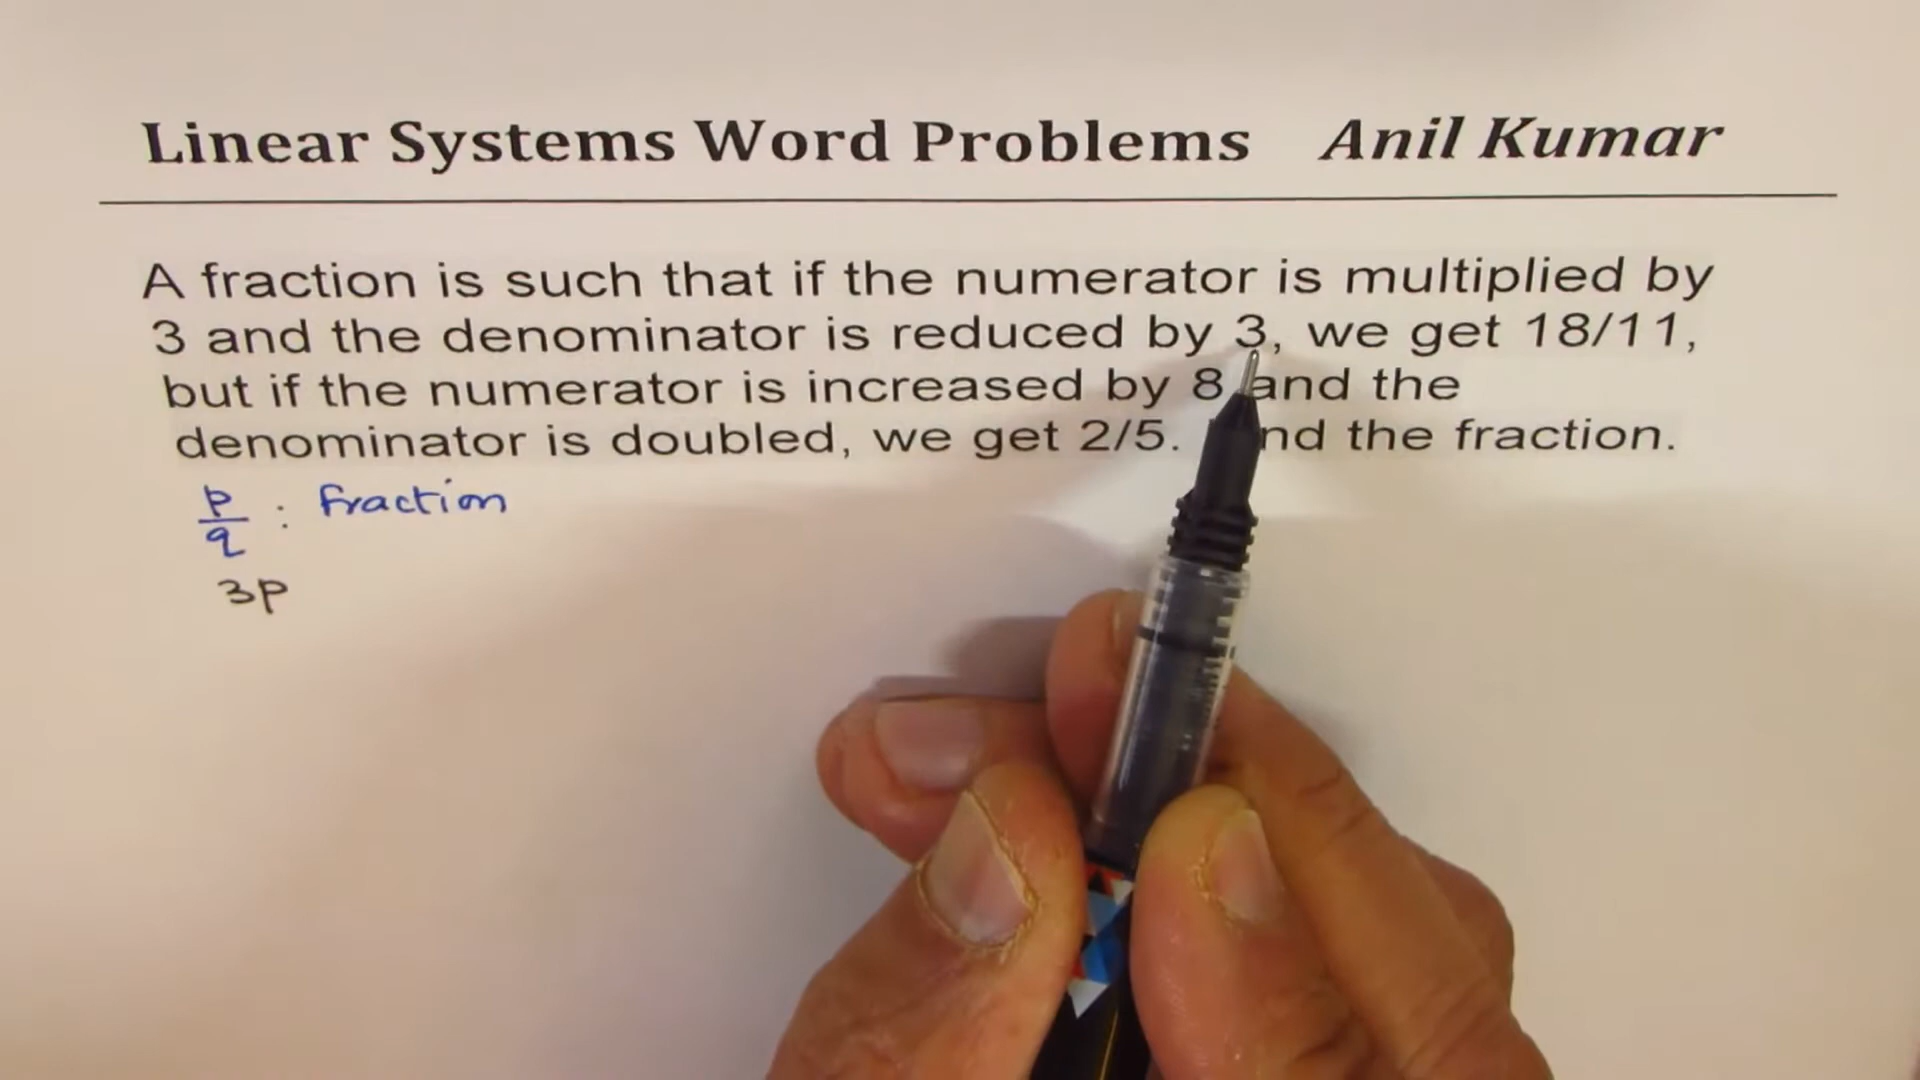 Linear Systems Word Problems Anil Kumar
A fraction is such that if the numerator is multiplied by
3 and the denominator is reduced by 3, we get 18/11,
but if the numerator is increased by 8 and the
denominator is doubled, we get 2/5. nd the fraction.
p
q : fraction
3p